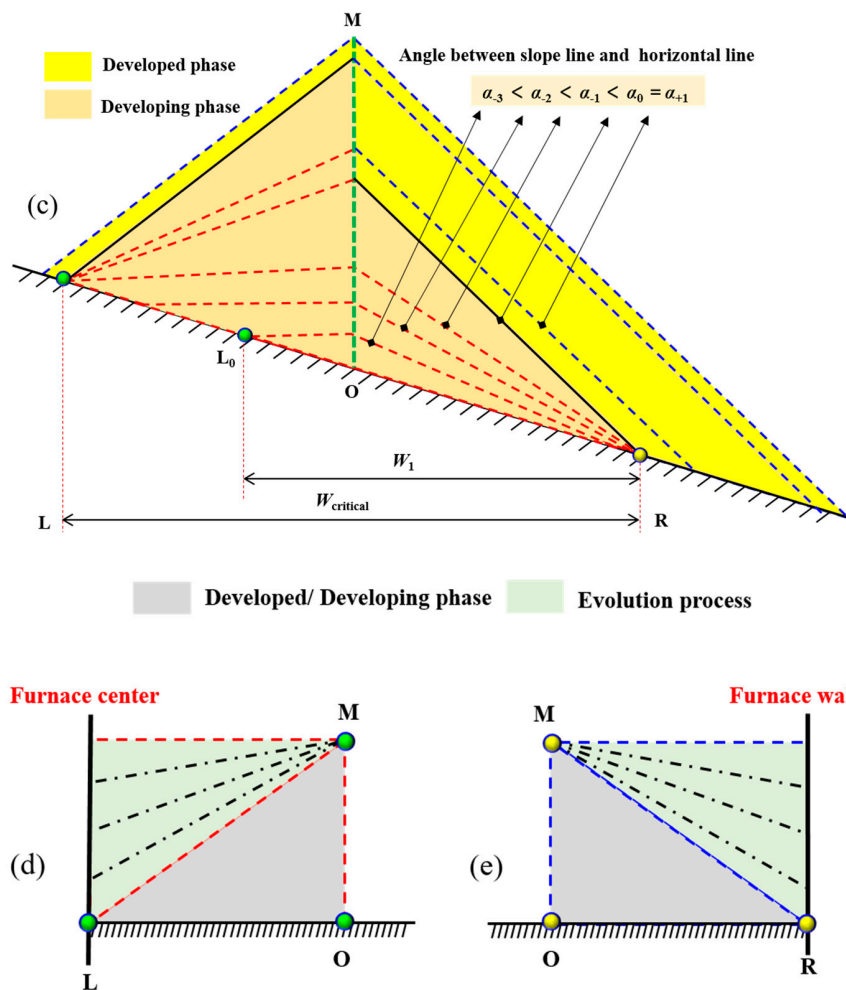 M
Developed phase
Developing phase
Angle between slope line and horizontal line
α-3 < α-2 < α-1 < α0 = α+1
(c)
L0
O
W1
Wcritical
L
R
Developed/ Developing phase
Evolution process
Furnace center
Furnace wa
M
M
(d)
(e)
L
O
O
R